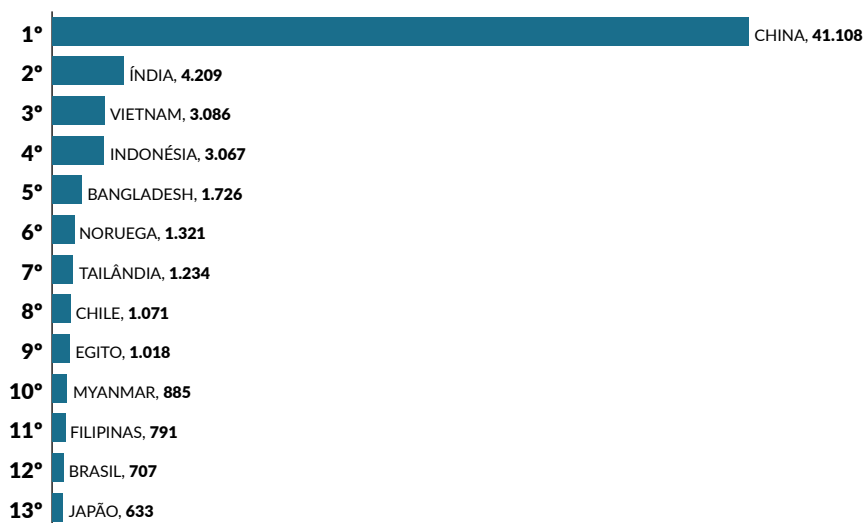 1º CHINA, 41.108
2º ÍNDIA, 4.209
3º VIETNAM, 3.086
4º INDONÉSIA, 3.067
5º BANGLADESH, 1.726
6º NORUEGA, 1.321
7º TAILÂNDIA, 1.234
8º CHILE, 1.071
9º EGITO, 1.018
10º MYANMAR, 885
11º FILIPINAS, 791
12º BRASIL, 707
13º JAPÃO, 633